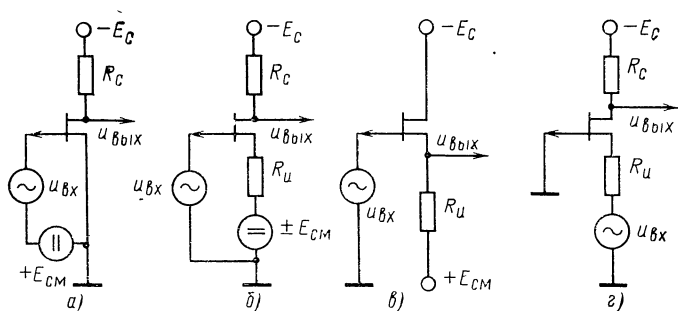 −E_c −E_c −E_c −E_c
R_c R_c R_c
u_вых u_вых u_вых u_вых
u_вх u_вх R_и u_вх R_и R_и
± E_см u_вх
+E_см +E_см
а) б) в) г)